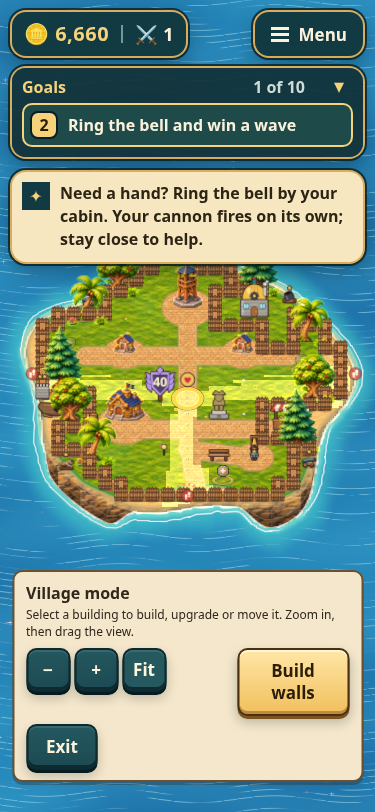 6,660 | 1
Menu
Goals
1 of 10
2 Ring the bell and win a wave
Need a hand? Ring the bell by your
cabin. Your cannon fires on its own;
stay close to help.
40
Village mode
Select a building to build, upgrade or move it. Zoom in,
then drag the view.
− + Fit
Build
walls
Exit